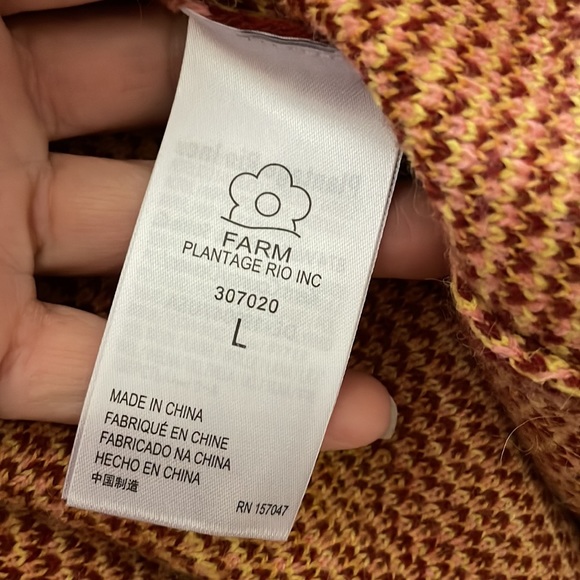 FARM
PLANTAGE RIO INC
307020
L
MADE IN CHINA
FABRIQUÉ EN CHINE
FABRICADO NA CHINA
HECHO EN CHINA
中国制造
RN 157047